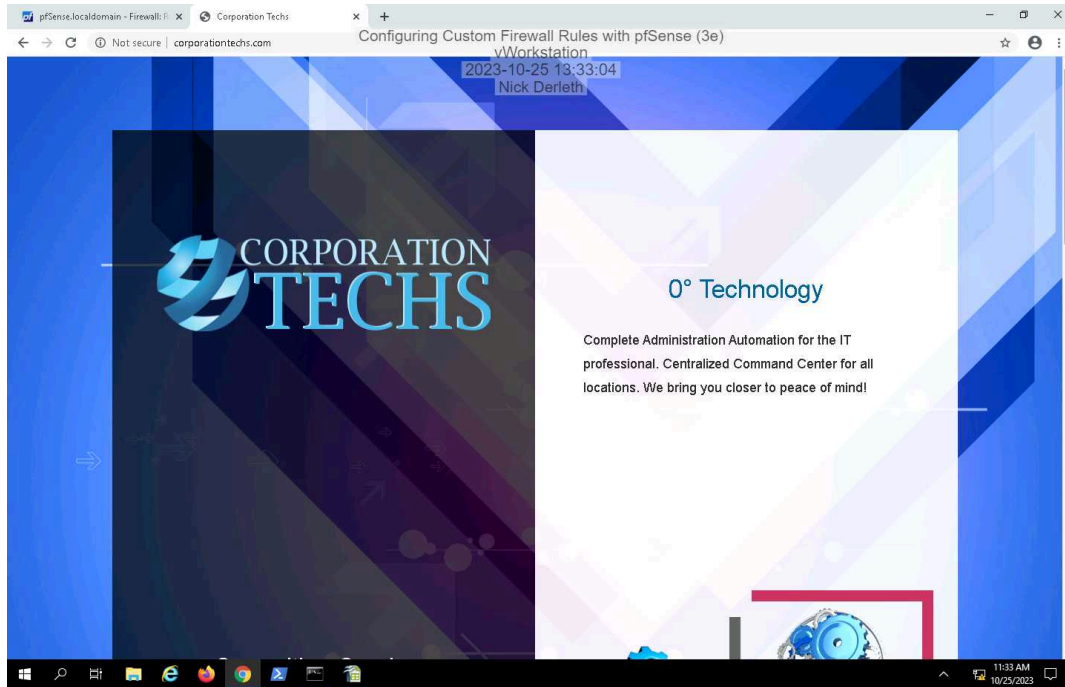 pfSense.localdomain - Firewall: R
Corporation Techs
Not secure | corporationtechs.com
Configuring Custom Firewall Rules with pfSense (3e)
vWorkstation
2023-10-25 13:33:04
Nick Derleth
CORPORATION
TECHS
0° Technology
Complete Administration Automation for the IT
professional. Centralized Command Center for all
locations. We bring you closer to peace of mind!
11:33 AM
10/25/2023